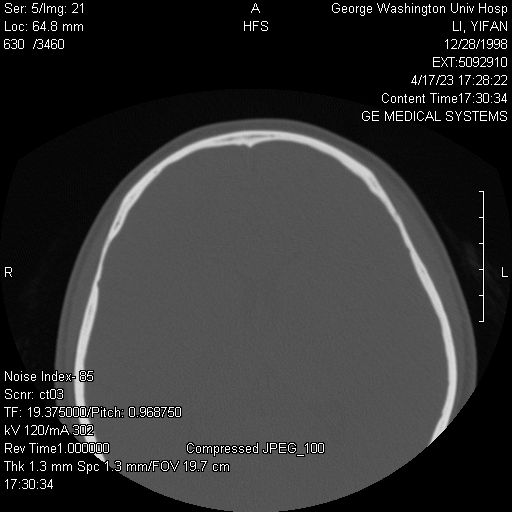 Ser: 5/Img: 21
Loc: 64.8 mm
630 /3460
A
HFS
George Washington Univ Hosp
LI, YIFAN
12/28/1998
EXT:5092910
4/17/23 17:28:22
Content Time17:30:34
GE MEDICAL SYSTEMS
R
L
Noise Index- 85
Scnr: ct03
TF: 19.375000/Pitch: 0.968750
kV 120/mA 302
Rev Time1.000000
Compressed JPEG_100
Thk 1.3 mm Spc 1.3 mm/FOV 19.7 cm
17:30:34